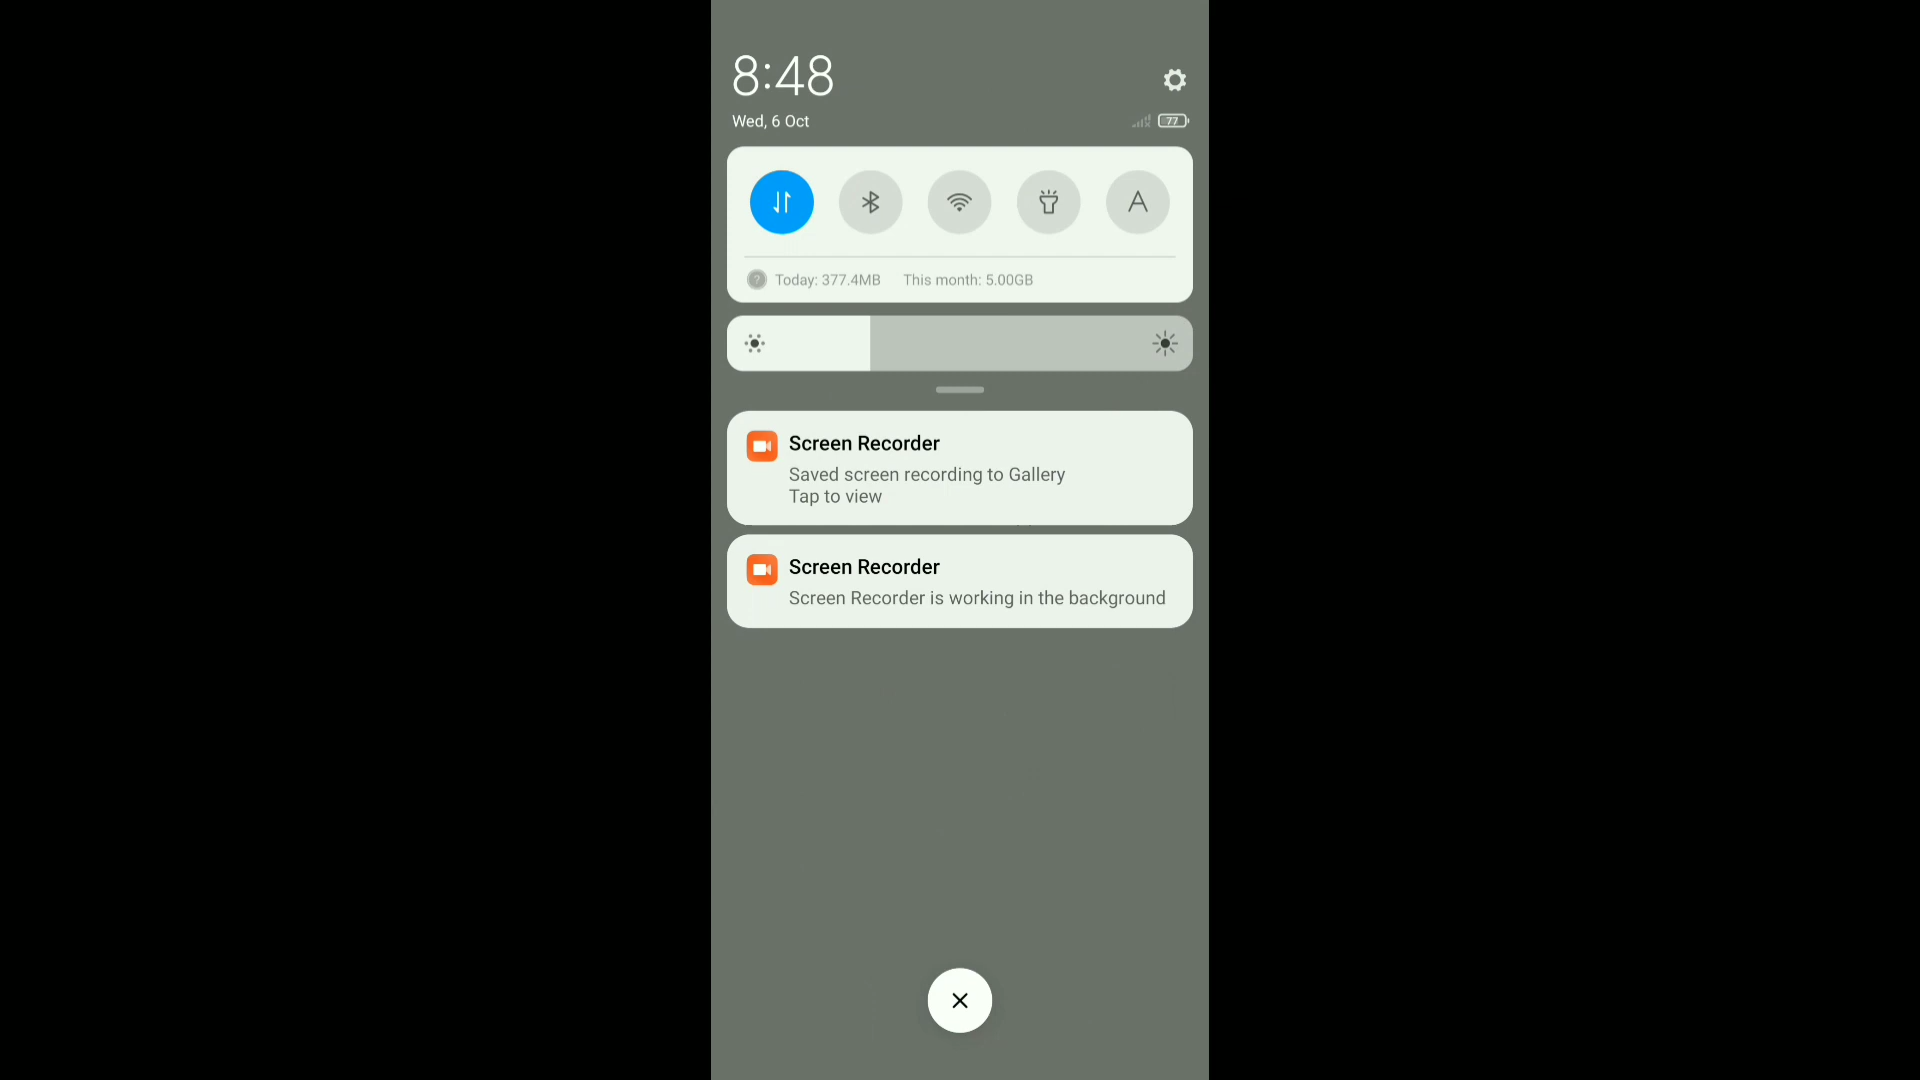 8:48
Wed, 6 Oct
77
A
? Today: 377.4MB This month: 5.00GB
Screen Recorder
Saved screen recording to Gallery
Tap to view
Screen Recorder
Screen Recorder is working in the background